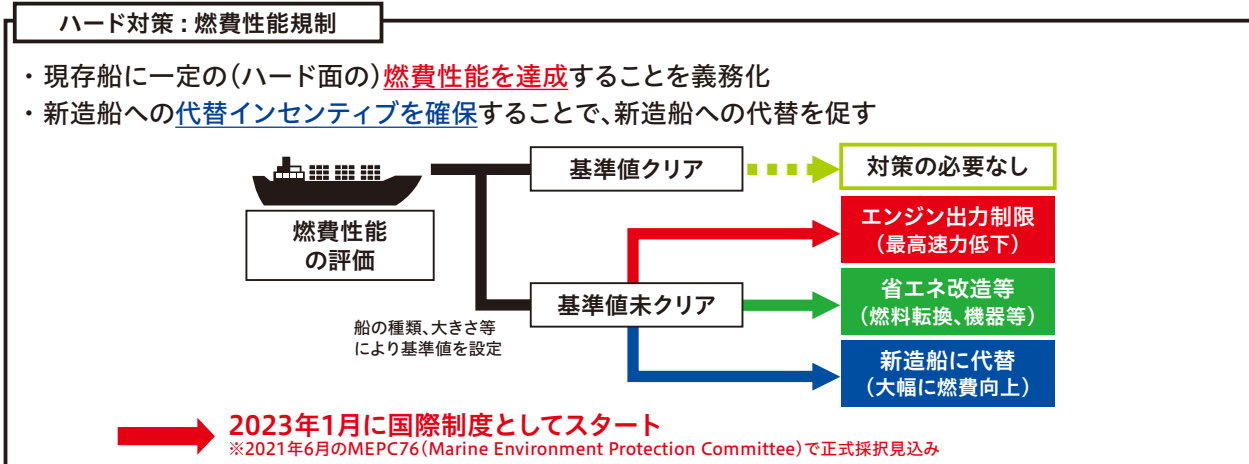 ハード対策：燃費性能規制
・現存船に一定の（ハード面の）燃費性能を達成することを義務化
・新造船への代替インセンティブを確保することで、新造船への代替を促す
燃費性能
の評価
基準値クリア
対策の必要なし
エンジン出力制限
（最高速力低下）
基準値未クリア
省エネ改造等
（燃料転換、機器等）
船の種類、大きさ等
により基準値を設定
新造船に代替
（大幅に燃費向上）
2023年1月に国際制度としてスタート
※2021年6月のMEPC76（Marine Environment Protection Committee）で正式採択見込み